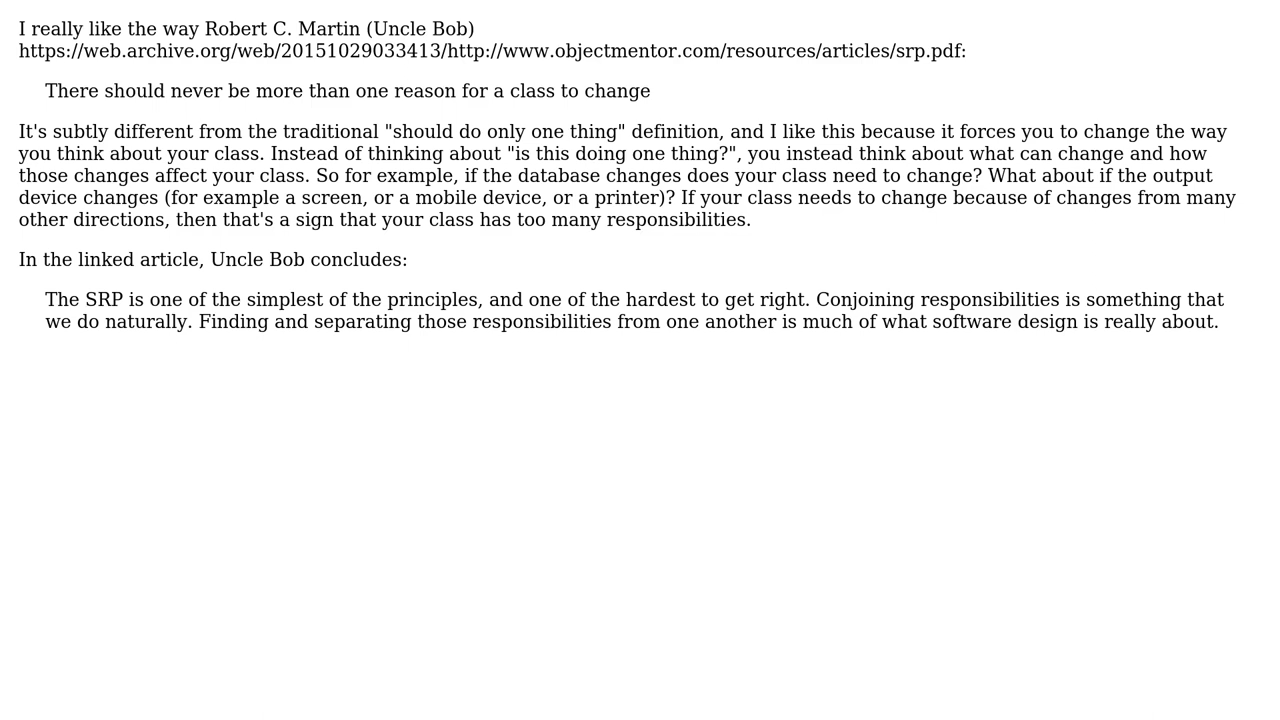 I really like the way Robert C. Martin (Uncle Bob)
https://web.archive.org/web/20151029033413/http://www.objectmentor.com/resources/articles/srp.pdf:
There should never be more than one reason for a class to change
It's subtly different from the traditional "should do only one thing" definition, and I like this because it forces you to change the way
you think about your class. Instead of thinking about "is this doing one thing?", you instead think about what can change and how
those changes affect your class. So for example, if the database changes does your class need to change? What about if the output
device changes (for example a screen, or a mobile device, or a printer)? If your class needs to change because of changes from many
other directions, then that's a sign that your class has too many responsibilities.
In the linked article, Uncle Bob concludes:
The SRP is one of the simplest of the principles, and one of the hardest to get right. Conjoining responsibilities is something that
we do naturally. Finding and separating those responsibilities from one another is much of what software design is really about.